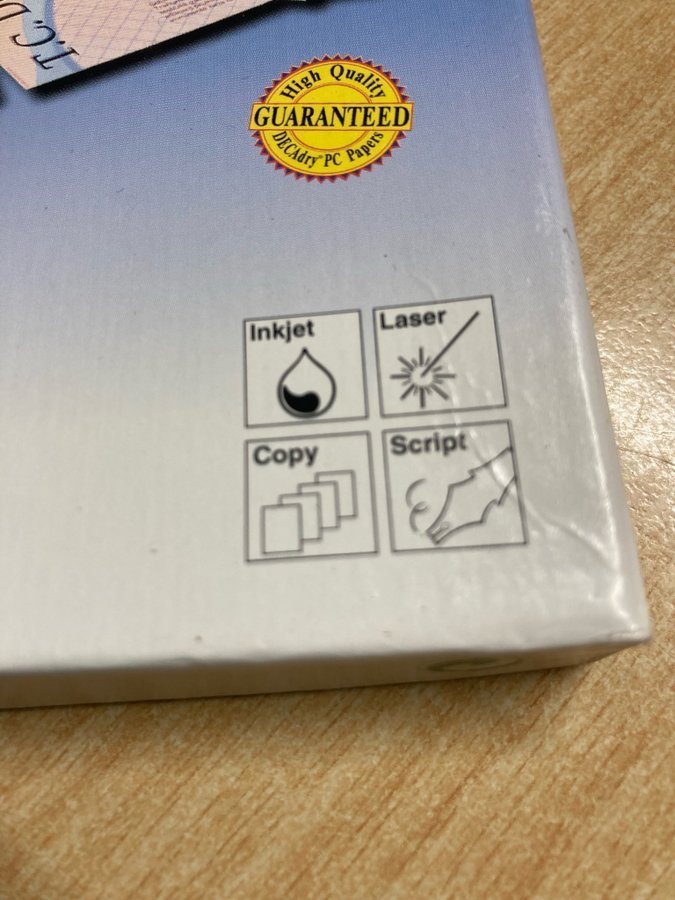 High Quality
GUARANTEED
DECAdry® PC Papers
Inkjet
Laser
Copy
Script